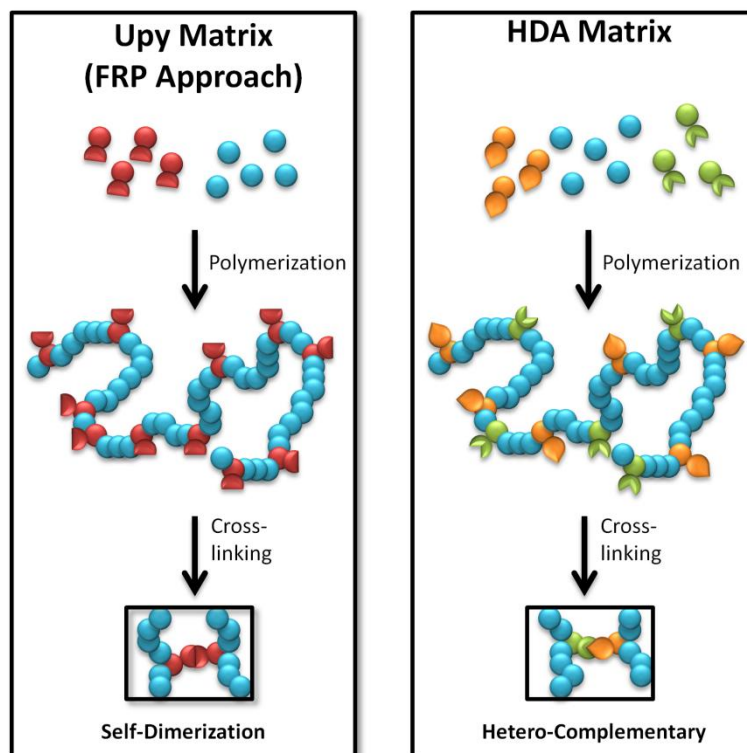 Upy Matrix
(FRP Approach)
Polymerization
Cross-
linking
Self-Dimerization
HDA Matrix
Polymerization
Cross-
linking
Hetero-Complementary